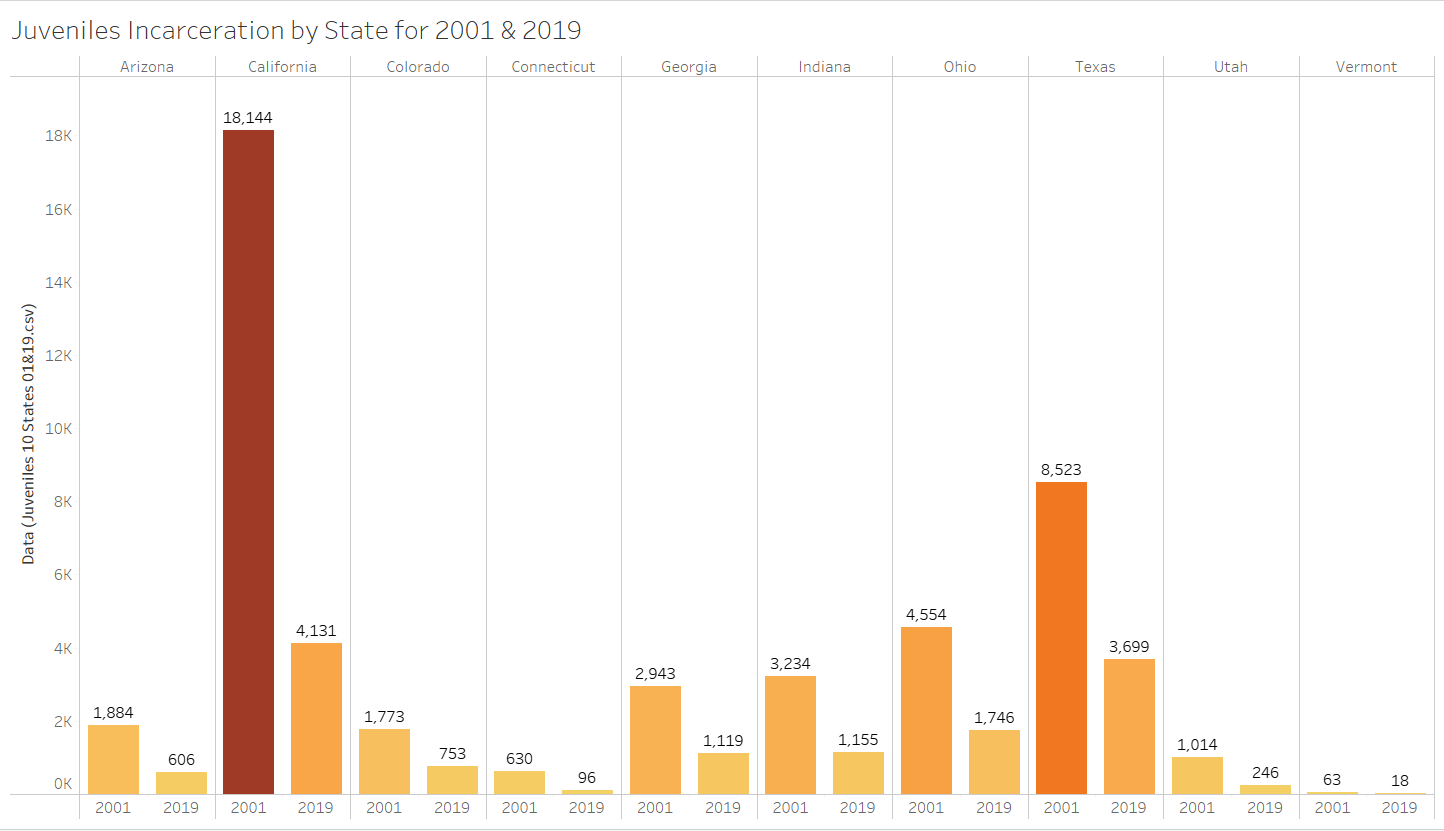 Juveniles Incarceration by State for 2001 & 2019
Arizona California Colorado Connecticut Georgia Indiana Ohio Texas Utah Vermont
Data (Juveniles 10 States 01&19.csv)
18K
16K
14K
12K
10K
8K
6K
4K
2K
0K
1,884
606
18,144
4,131
1,773
753
630
96
2,943
1,119
3,234
1,155
4,554
1,746
8,523
3,699
1,014
246
63
18
2001 2019 2001 2019 2001 2019 2001 2019 2001 2019 2001 2019 2001 2019 2001 2019 2001 2019 2001 2019